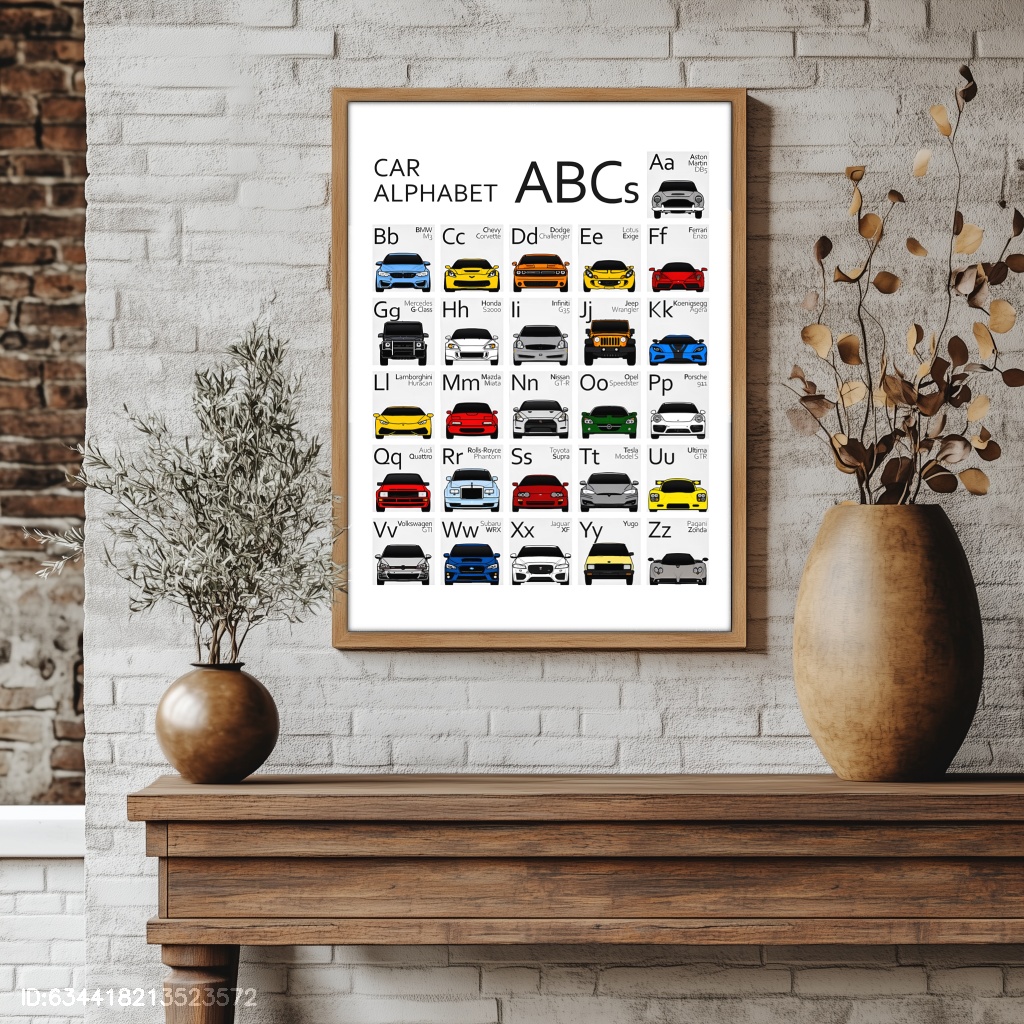 CAR
ALPHABET
ABCs
Aa
Aston
Martin
DB5
Bb
BMW
M3
Cc
Chevy
Corvette
Dd
Dodge
Challenger
Ee
Lotus
Exige
Ff
Ferrari
Enzo
Gg
Mercedes
G-Class
Hh
Honda
S2000
Ii
Infiniti
G35
Jj
Jeep
Wrangler
Kk
Koenigsegg
Agera
Ll
Lamborghini
Huracan
Mm
Mazda
Miata
Nn
Nissan
GT-R
Oo
Opel
Speedster
Pp
Porsche
911
Qq
Audi
Quattro
Rr
Rolls-Royce
Phantom
Ss
Toyota
Supra
Tt
Tesla
Model S
Uu
Ultima
GTR
Vv
Volkswagen
GTI
Ww
Subaru
WRX
Xx
Jaguar
XF
Yy
Yugo
Zz
Pagani
Zonda
ID:634418213523572